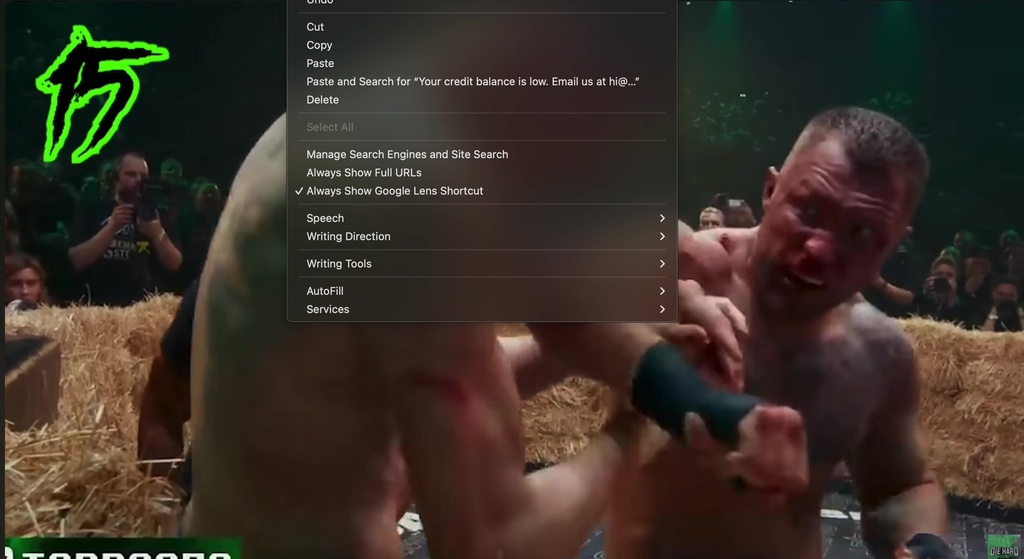 Undo
Cut
Copy
Paste
Paste and Search for “Your credit balance is low. Email us at hi@...”
Delete
Select All
Manage Search Engines and Site Search
Always Show Full URLs
✓ Always Show Google Lens Shortcut
Speech
Writing Direction
Writing Tools
AutoFill
Services
DIE HARD